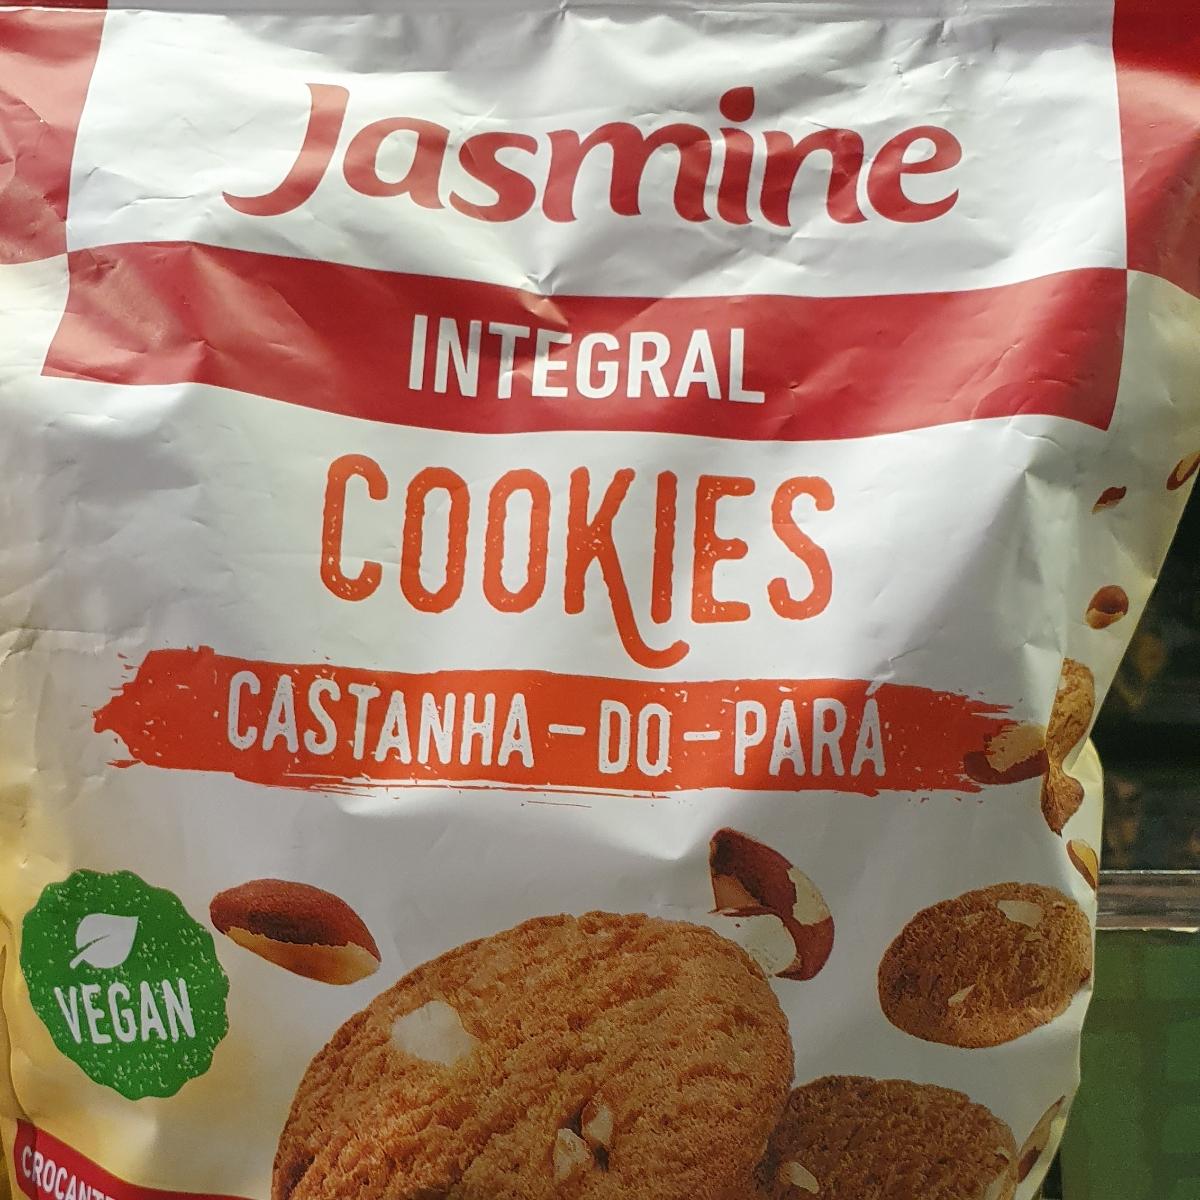 Jasmine
INTEGRAL
COOKIES
CASTANHA-DO-PARÁ
VEGAN